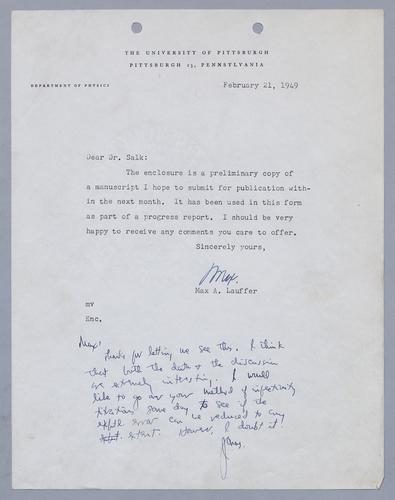 THE UNIVERSITY OF PITTSBURGH
PITTSBURGH 13, PENNSYLVANIA
DEPARTMENT OF PHYSICS
February 21, 1949
Dear Dr. Salk:
The enclosure is a preliminary copy of
a manuscript I hope to submit for publication with-
in the next month. It has been used in this form
as part of a progress report. I should be very
happy to receive any comments you care to offer.
Sincerely yours,
Max.
Max A. Lauffer
mv
Enc.
Max:
Thanks for letting me see this. I think
that both the data & the discussion
are extremely interesting. I would
like to go over your method of infectivity
titration some day to see if the
exptl error can be reduced to any
extent. However, I doubt it.
Jonas